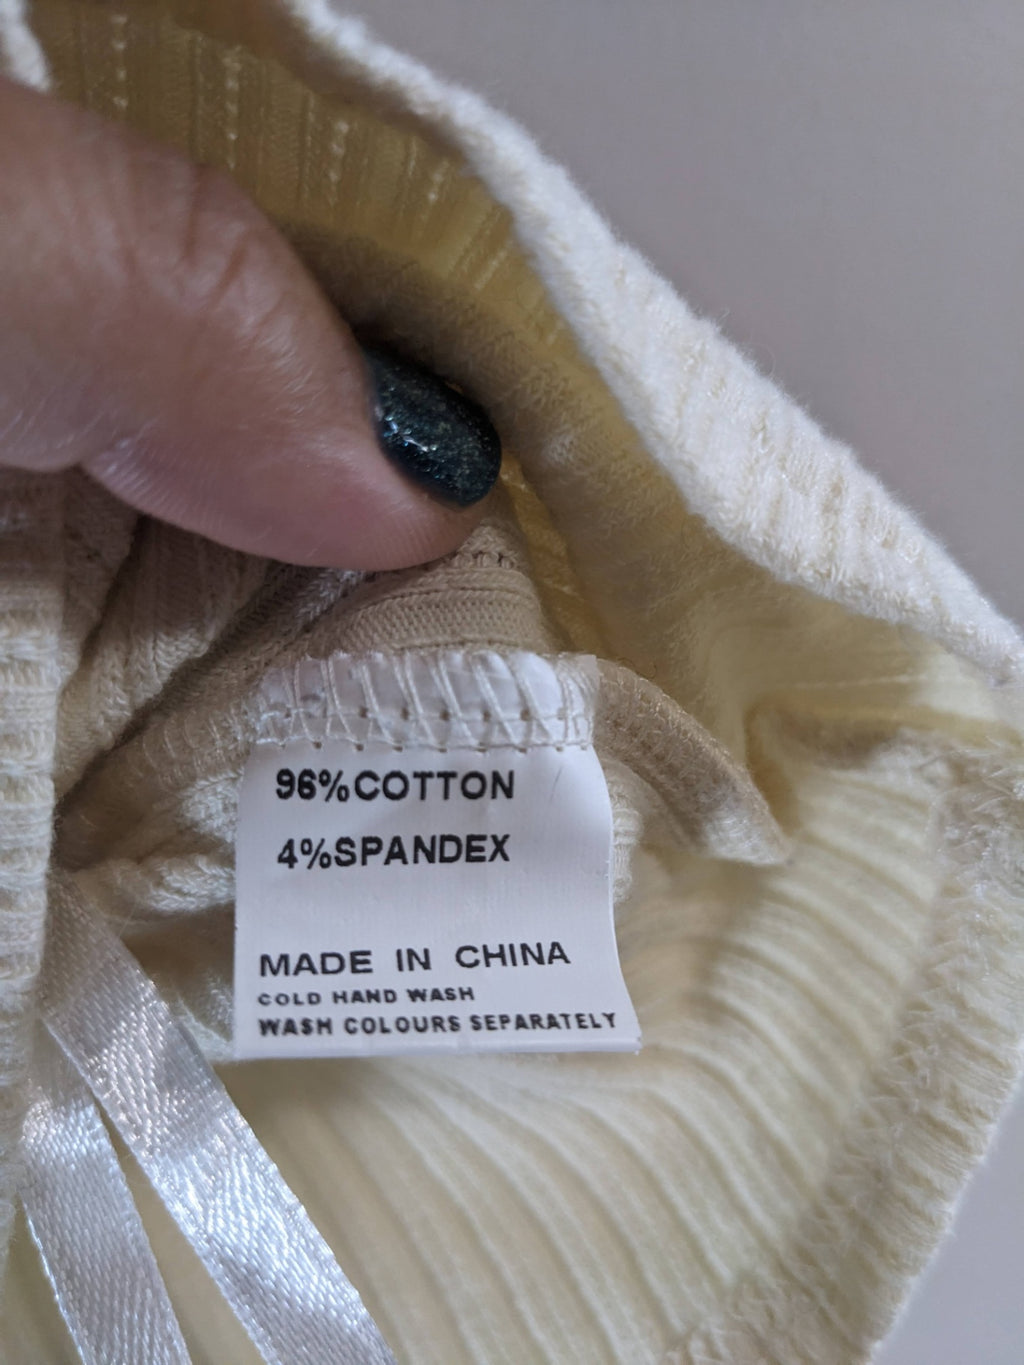 96%COTTON
4%SPANDEX
MADE IN CHINA
COLD HAND WASH
WASH COLOURS SEPARATELY